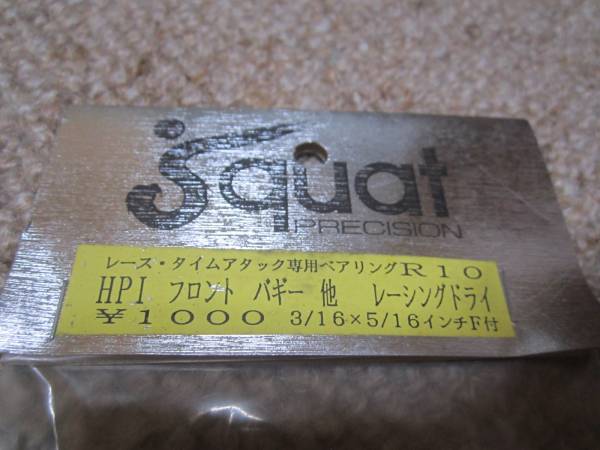 Squat
PRECISION
レース・タイムアタック専用ベアリングR10
HPI フロント バギー 他 レーシングドライ
¥1000 3/16×5/16インチF付